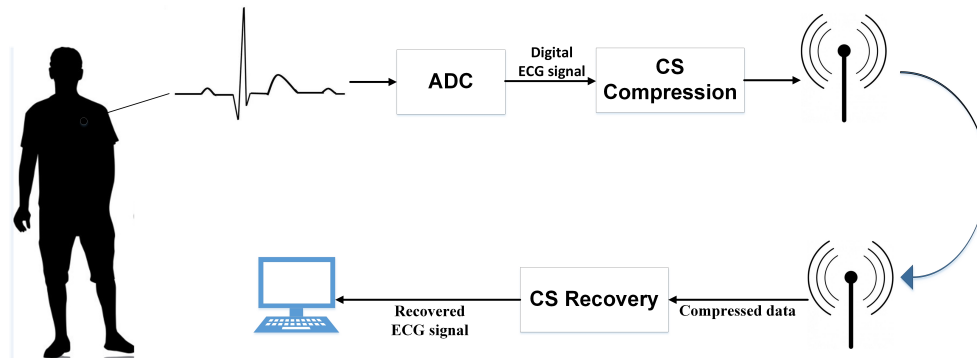 ADC
Digital
ECG signal
CS
Compression
CS Recovery
Compressed data
Recovered
ECG signal